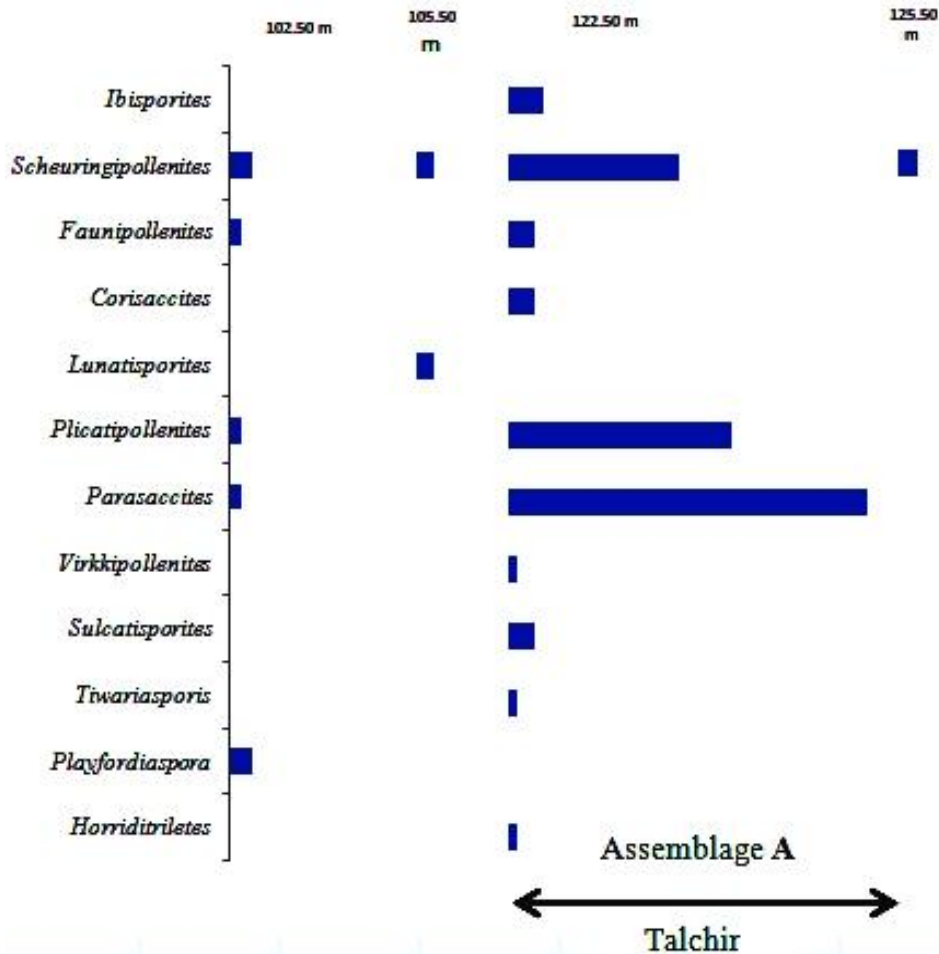 102.50 m
105.50
m
122.50 m
125.50
m
Ibisporites
Scheuringipollenites
Faunipollenites
Corisaccites
Lunatisporites
Plicatipollenites
Parasaccites
Virkkipollenites
Sulcatisporites
Tiwariasporis
Playfordiaspora
Horriditriletes
Assemblage A
Talchir